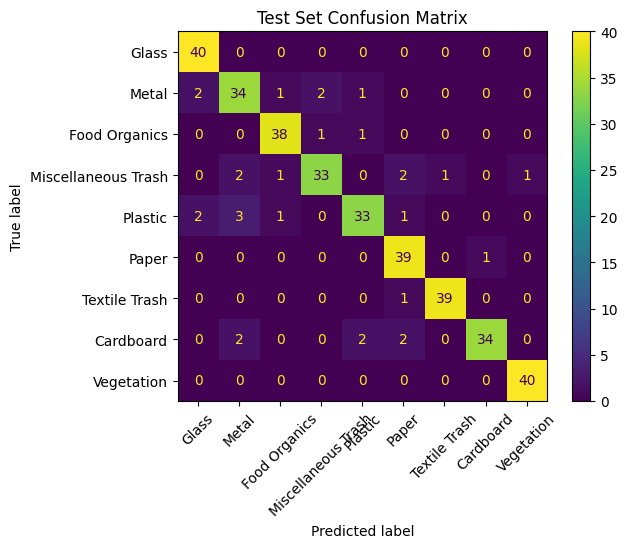 Test Set Confusion Matrix
True label
Glass 40 0 0 0 0 0 0 0 0
Metal 2 34 1 2 1 0 0 0 0
Food Organics 0 0 38 1 1 0 0 0 0
Miscellaneous Trash 0 2 1 33 0 2 1 0 1
Plastic 2 3 1 0 33 1 0 0 0
Paper 0 0 0 0 0 39 0 1 0
Textile Trash 0 0 0 0 0 1 39 0 0
Cardboard 0 2 0 0 2 2 0 34 0
Vegetation 0 0 0 0 0 0 0 0 40
Glass Metal Food Organics Miscellaneous Trash Plastic Paper Textile Trash Cardboard Vegetation
Predicted label
40
35
30
25
20
15
10
5
0